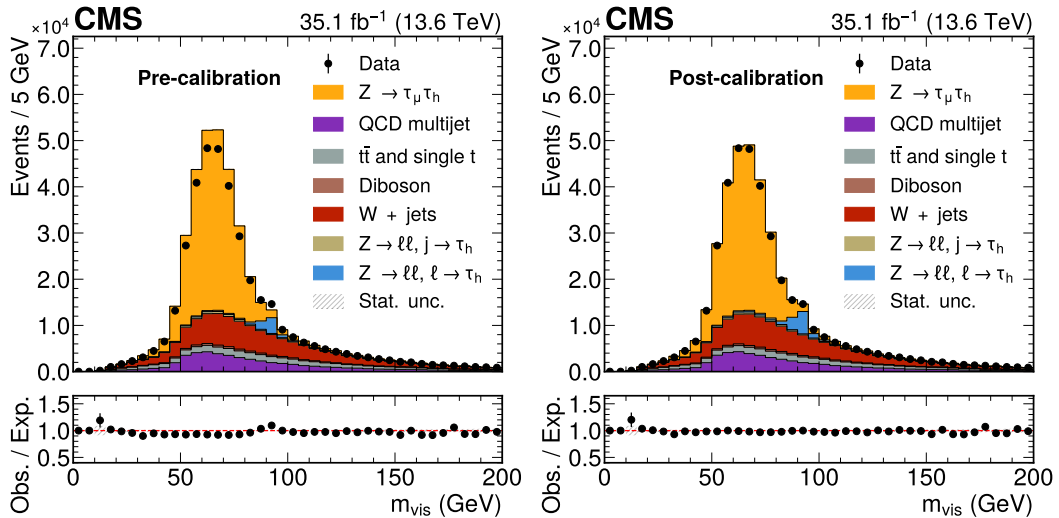 CMS 35.1 fb⁻¹ (13.6 TeV)
×10⁴
Events / 5 GeV
7.0
6.0
5.0
4.0
3.0
2.0
1.0
0.0
Pre-calibration
Data
Z → τμτh
QCD multijet
tt̄ and single t
Diboson
W + jets
Z → ℓℓ, j → τh
Z → ℓℓ, ℓ → τh
Stat. unc.
Obs. / Exp.
1.5
1.0
0.5
0 50 100 150 200
mvis (GeV)
CMS 35.1 fb⁻¹ (13.6 TeV)
×10⁴
Events / 5 GeV
7.0
6.0
5.0
4.0
3.0
2.0
1.0
0.0
Post-calibration
Data
Z → τμτh
QCD multijet
tt̄ and single t
Diboson
W + jets
Z → ℓℓ, j → τh
Z → ℓℓ, ℓ → τh
Stat. unc.
Obs. / Exp.
1.5
1.0
0.5
0 50 100 150 200
mvis (GeV)